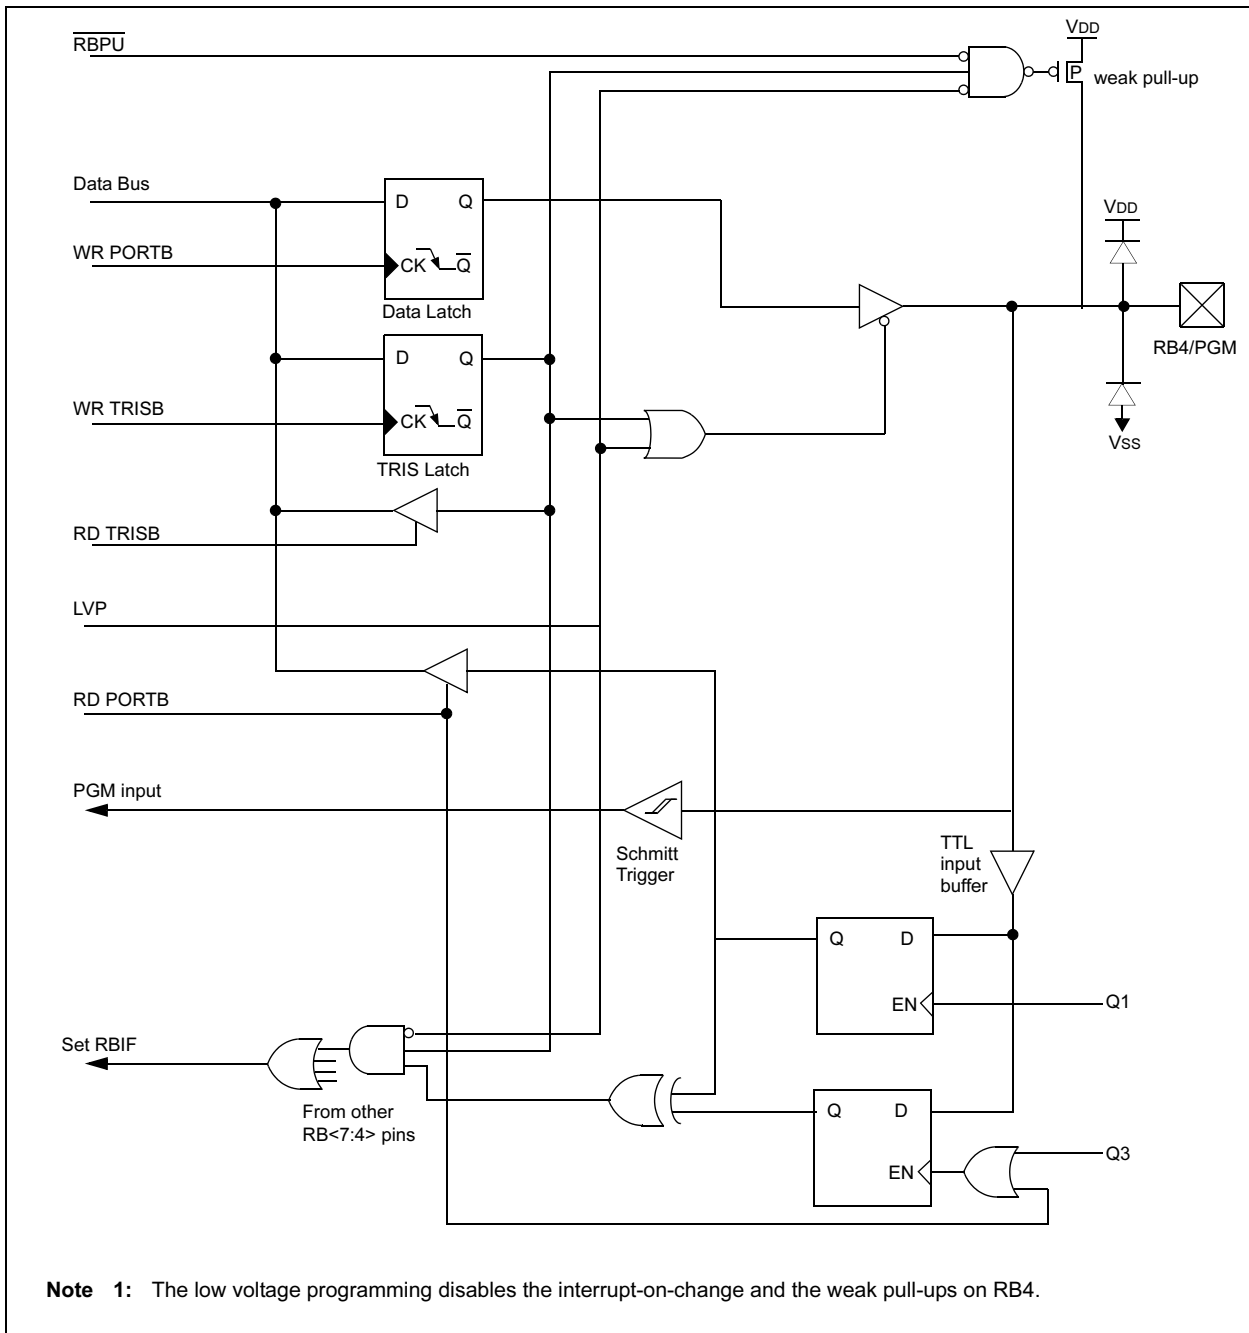 RBPU
VDD
P
weak pull-up
Data Bus
D Q
VDD
WR PORTB
CK Q
Data Latch
D Q
RB4/PGM
WR TRISB
CK Q
VSS
TRIS Latch
RD TRISB
LVP
RD PORTB
PGM input
Schmitt
Trigger
TTL
input
buffer
Q D
EN
Q1
Set RBIF
From other
RB<7:4> pins
Q D
EN
Q3
Note 1: The low voltage programming disables the interrupt-on-change and the weak pull-ups on RB4.